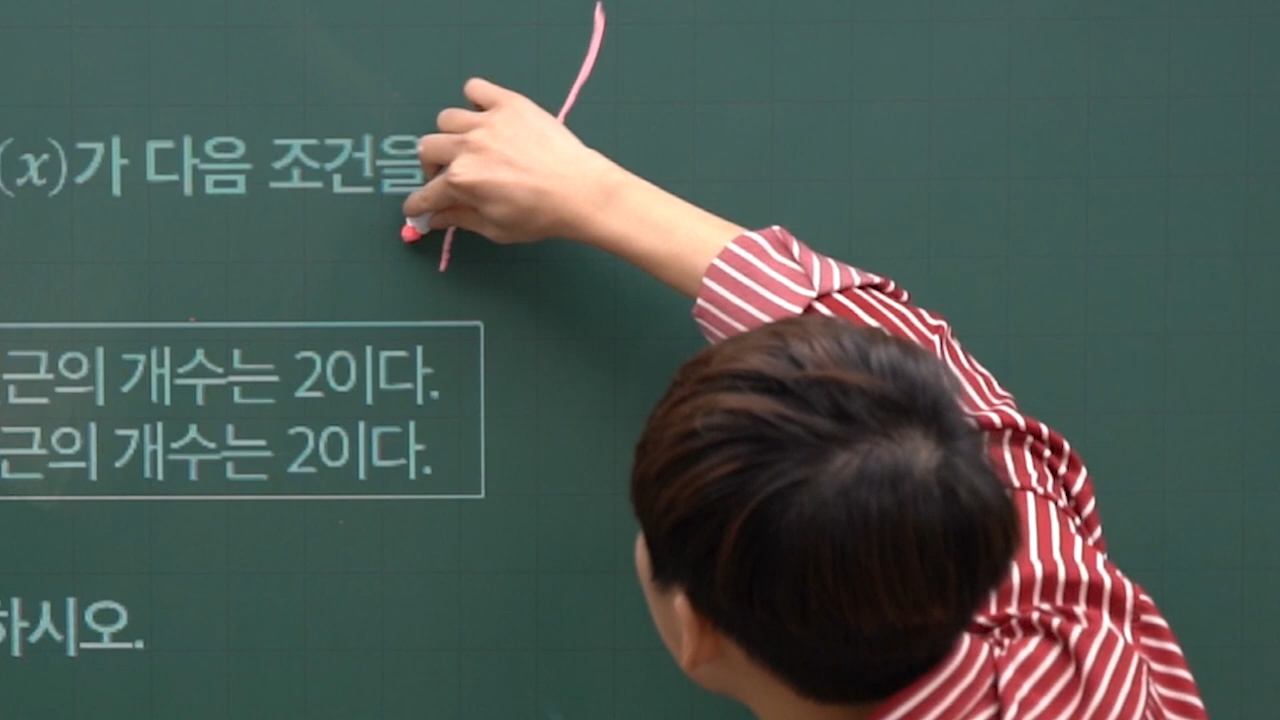 (x)가 다음 조건을
근의 개수는 2이다.
근의 개수는 2이다.
하시오.